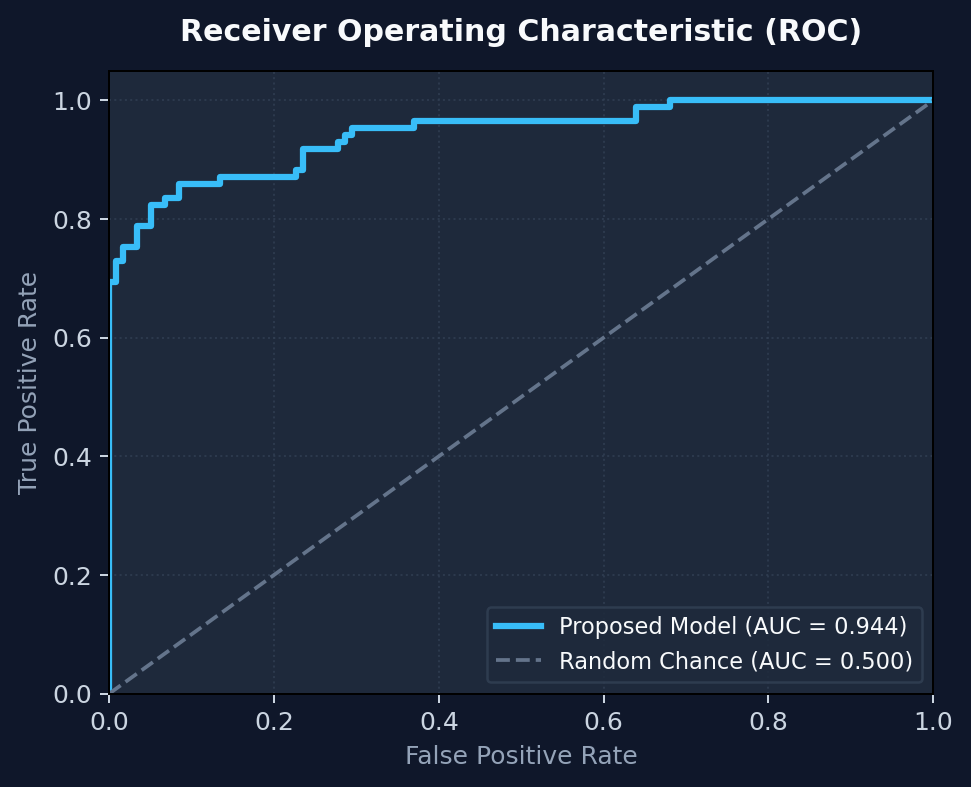 Receiver Operating Characteristic (ROC)
True Positive Rate
1.0
0.8
0.6
0.4
0.2
0.0
0.0 0.2 0.4 0.6 0.8 1.0
False Positive Rate
Proposed Model (AUC = 0.944)
Random Chance (AUC = 0.500)